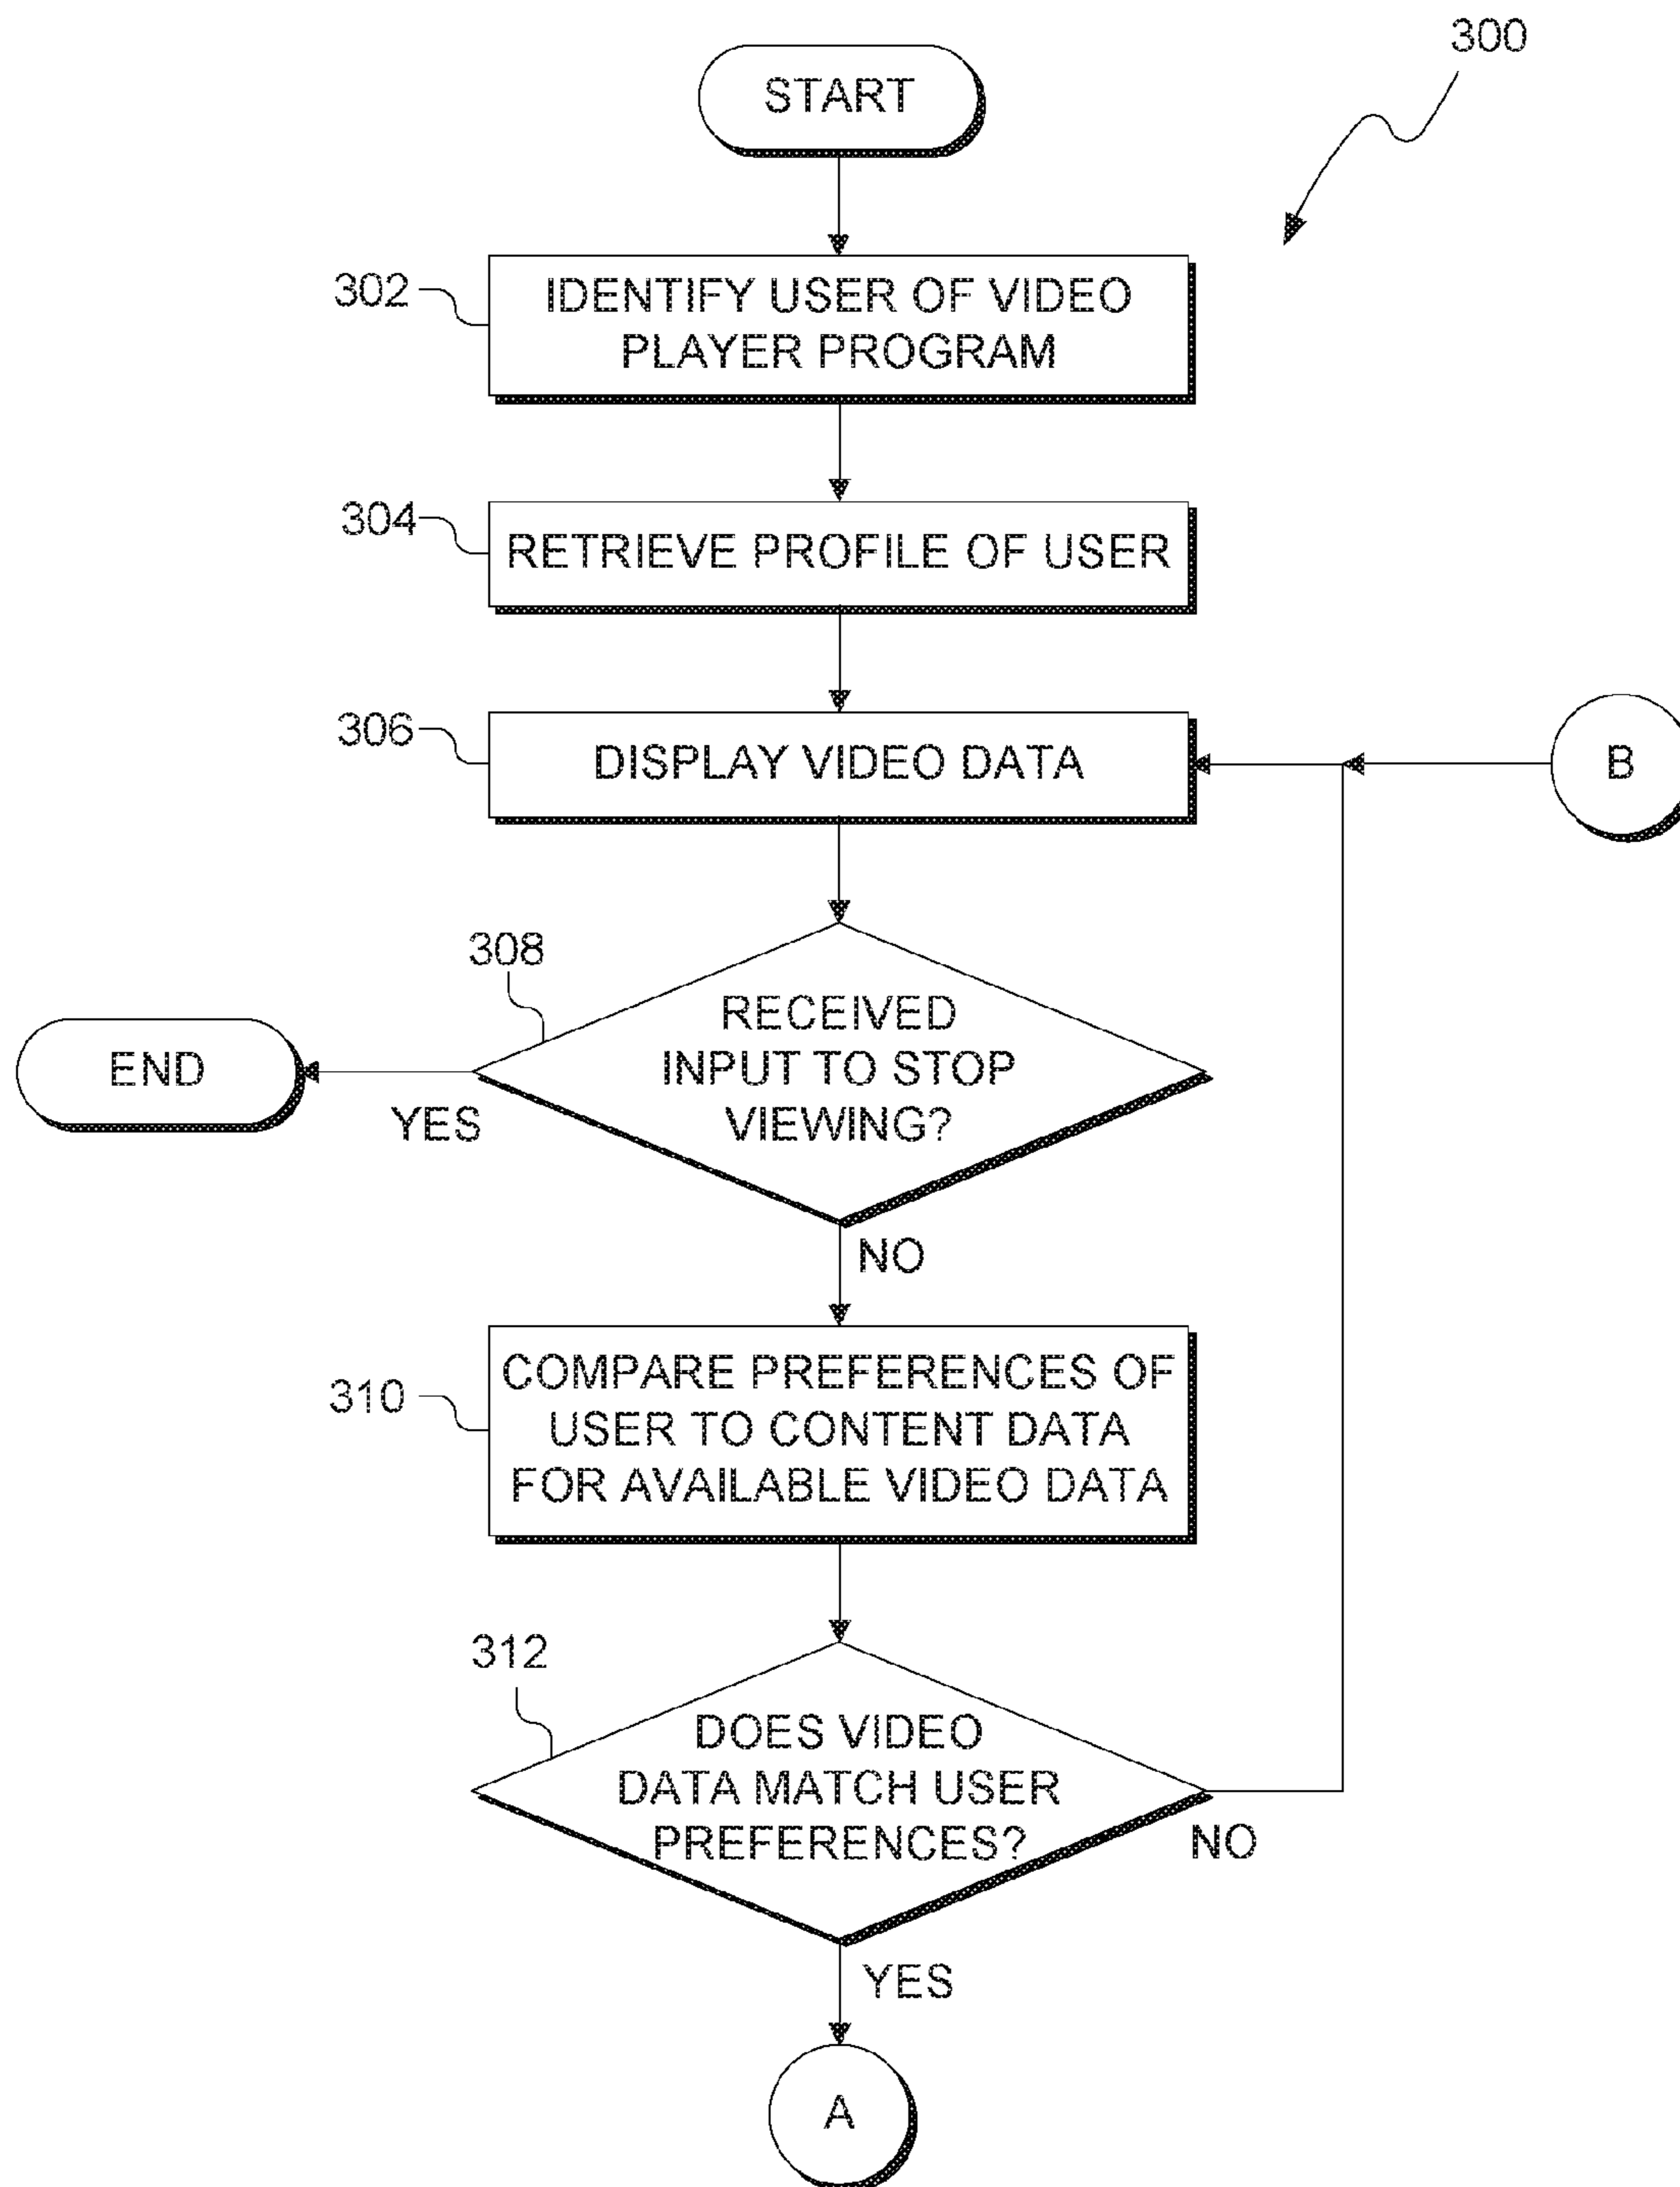 300
START
302
IDENTIFY USER OF VIDEO
PLAYER PROGRAM
304
RETRIEVE PROFILE OF USER
306
DISPLAY VIDEO DATA
B
308
RECEIVED
INPUT TO STOP
VIEWING?
END
YES
NO
310
COMPARE PREFERENCES OF
USER TO CONTENT DATA
FOR AVAILABLE VIDEO DATA
312
DOES VIDEO
DATA MATCH USER
PREFERENCES?
NO
YES
A